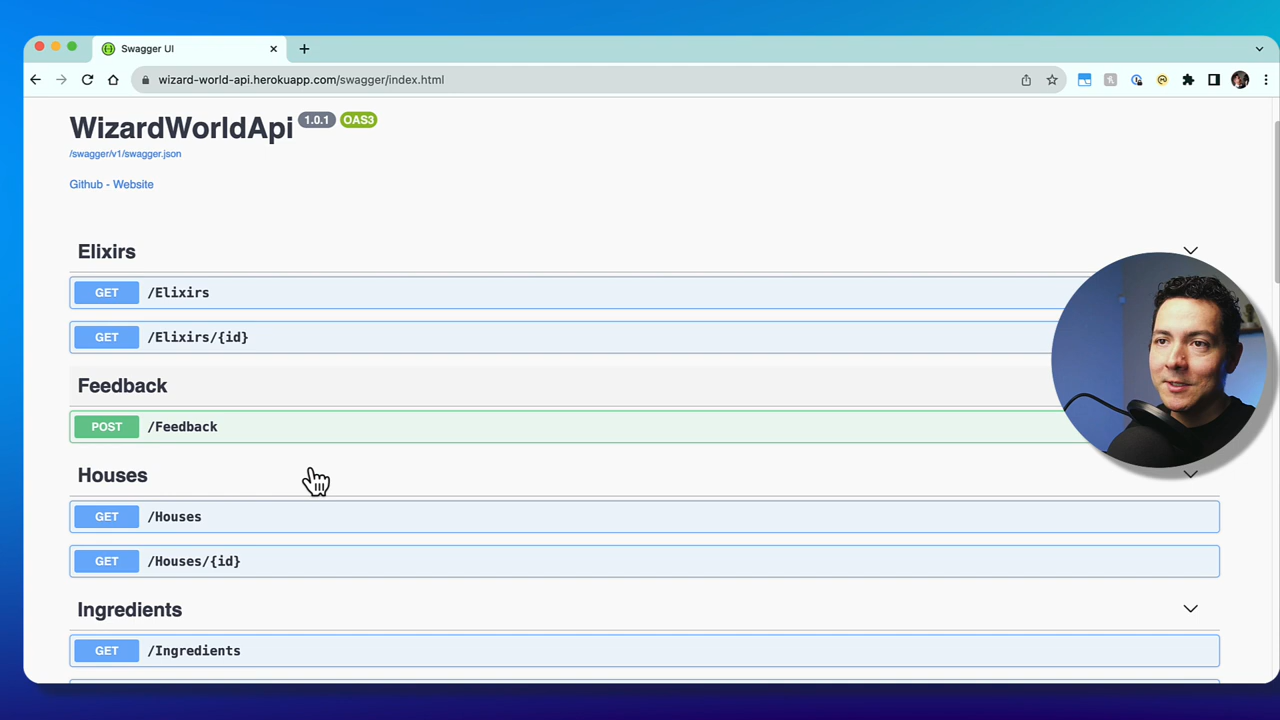 Swagger UI
wizard-world-api.herokuapp.com/swagger/index.html
WizardWorldApi 1.0.1 OAS3
/swagger/v1/swagger.json
Github - Website
Elixirs
GET /Elixirs
GET /Elixirs/{id}
Feedback
POST /Feedback
Houses
GET /Houses
GET /Houses/{id}
Ingredients
GET /Ingredients